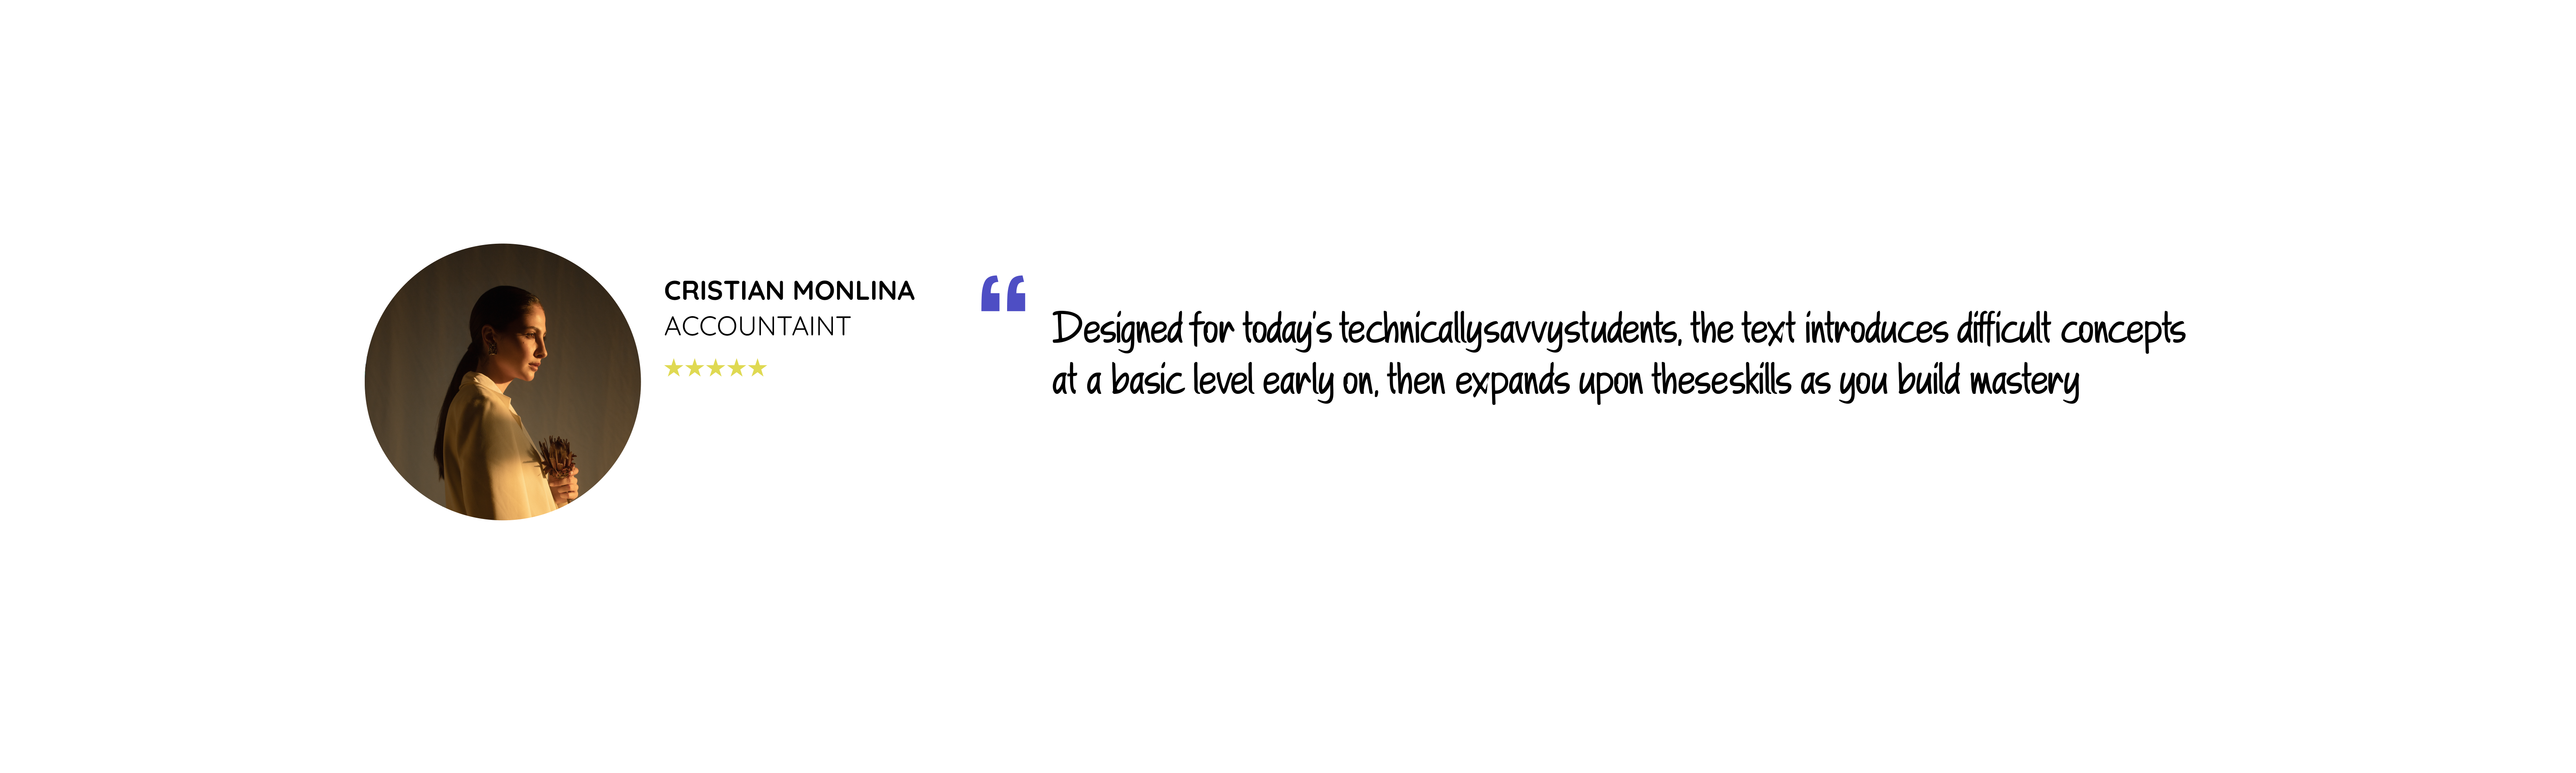 CRISTIAN MONLINA
ACCOUNTAINT
“
Designed for today's technicallysavvystudents, the text introduces difficult concepts
at a basic level early on, then expands upon theseskills as you build mastery